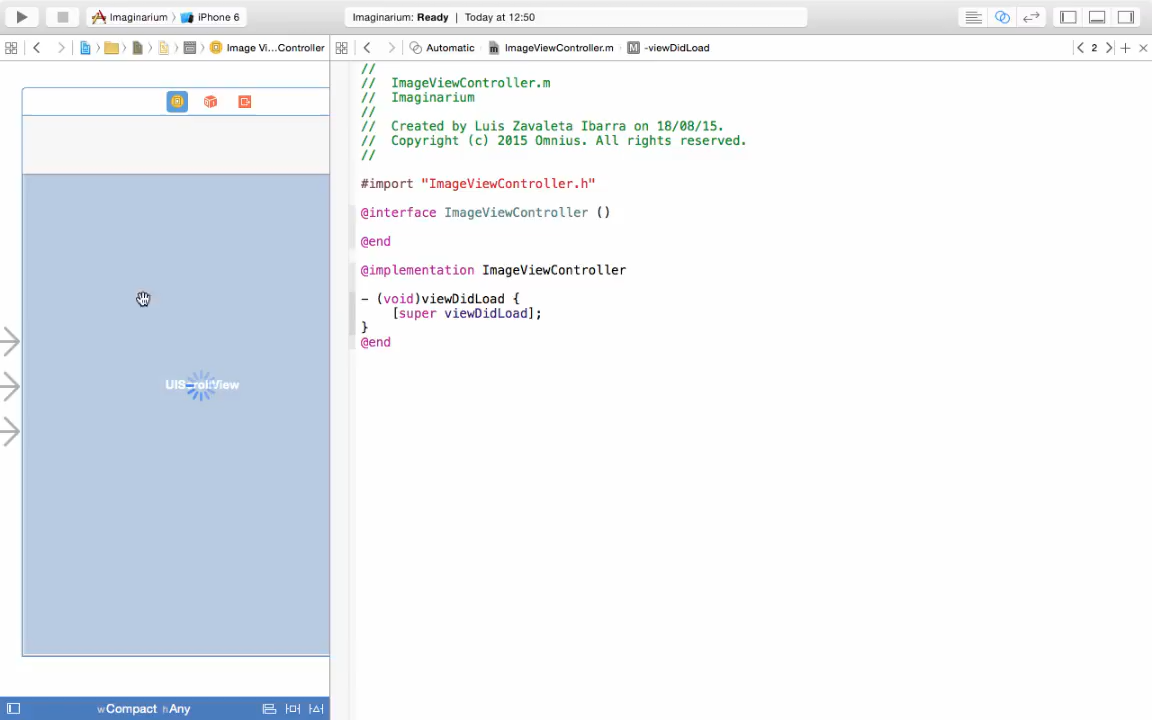 Imaginarium iPhone 6 Imaginarium: Ready | Today at 12:50
Image Vi...Controller Automatic ImageViewController.m M -viewDidLoad 2
//
// ImageViewController.m
// Imaginarium
//
// Created by Luis Zavaleta Ibarra on 18/08/15.
// Copyright (c) 2015 Omnius. All rights reserved.
//
#import "ImageViewController.h"
@interface ImageViewController ()
@end
@implementation ImageViewController
- (void)viewDidLoad {
[super viewDidLoad];
}
@end
UIScrollView
wCompact hAny